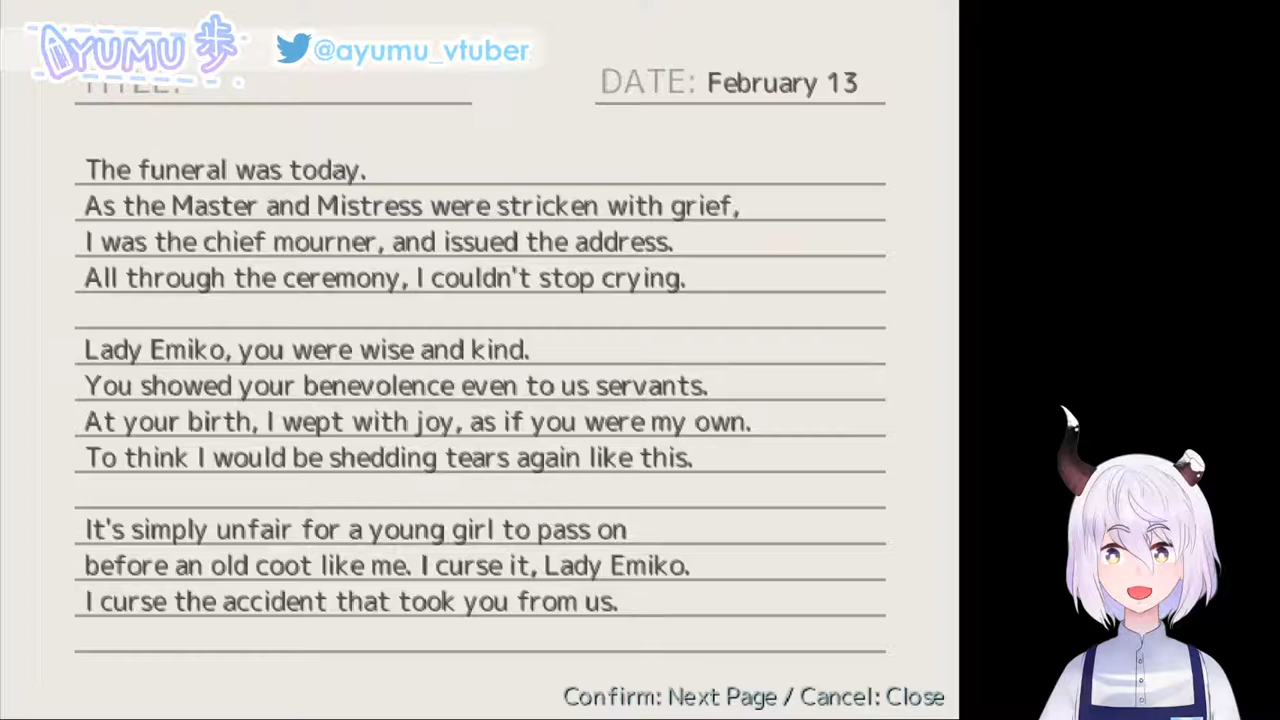 AYUMU 歩 @ayumu_vtuber
TITLE: DATE: February 13
The funeral was today.
As the Master and Mistress were stricken with grief,
I was the chief mourner, and issued the address.
All through the ceremony, I couldn't stop crying.
Lady Emiko, you were wise and kind.
You showed your benevolence even to us servants.
At your birth, I wept with joy, as if you were my own.
To think I would be shedding tears again like this.
It's simply unfair for a young girl to pass on
before an old coot like me. I curse it, Lady Emiko.
I curse the accident that took you from us.
Confirm: Next Page / Cancel: Close